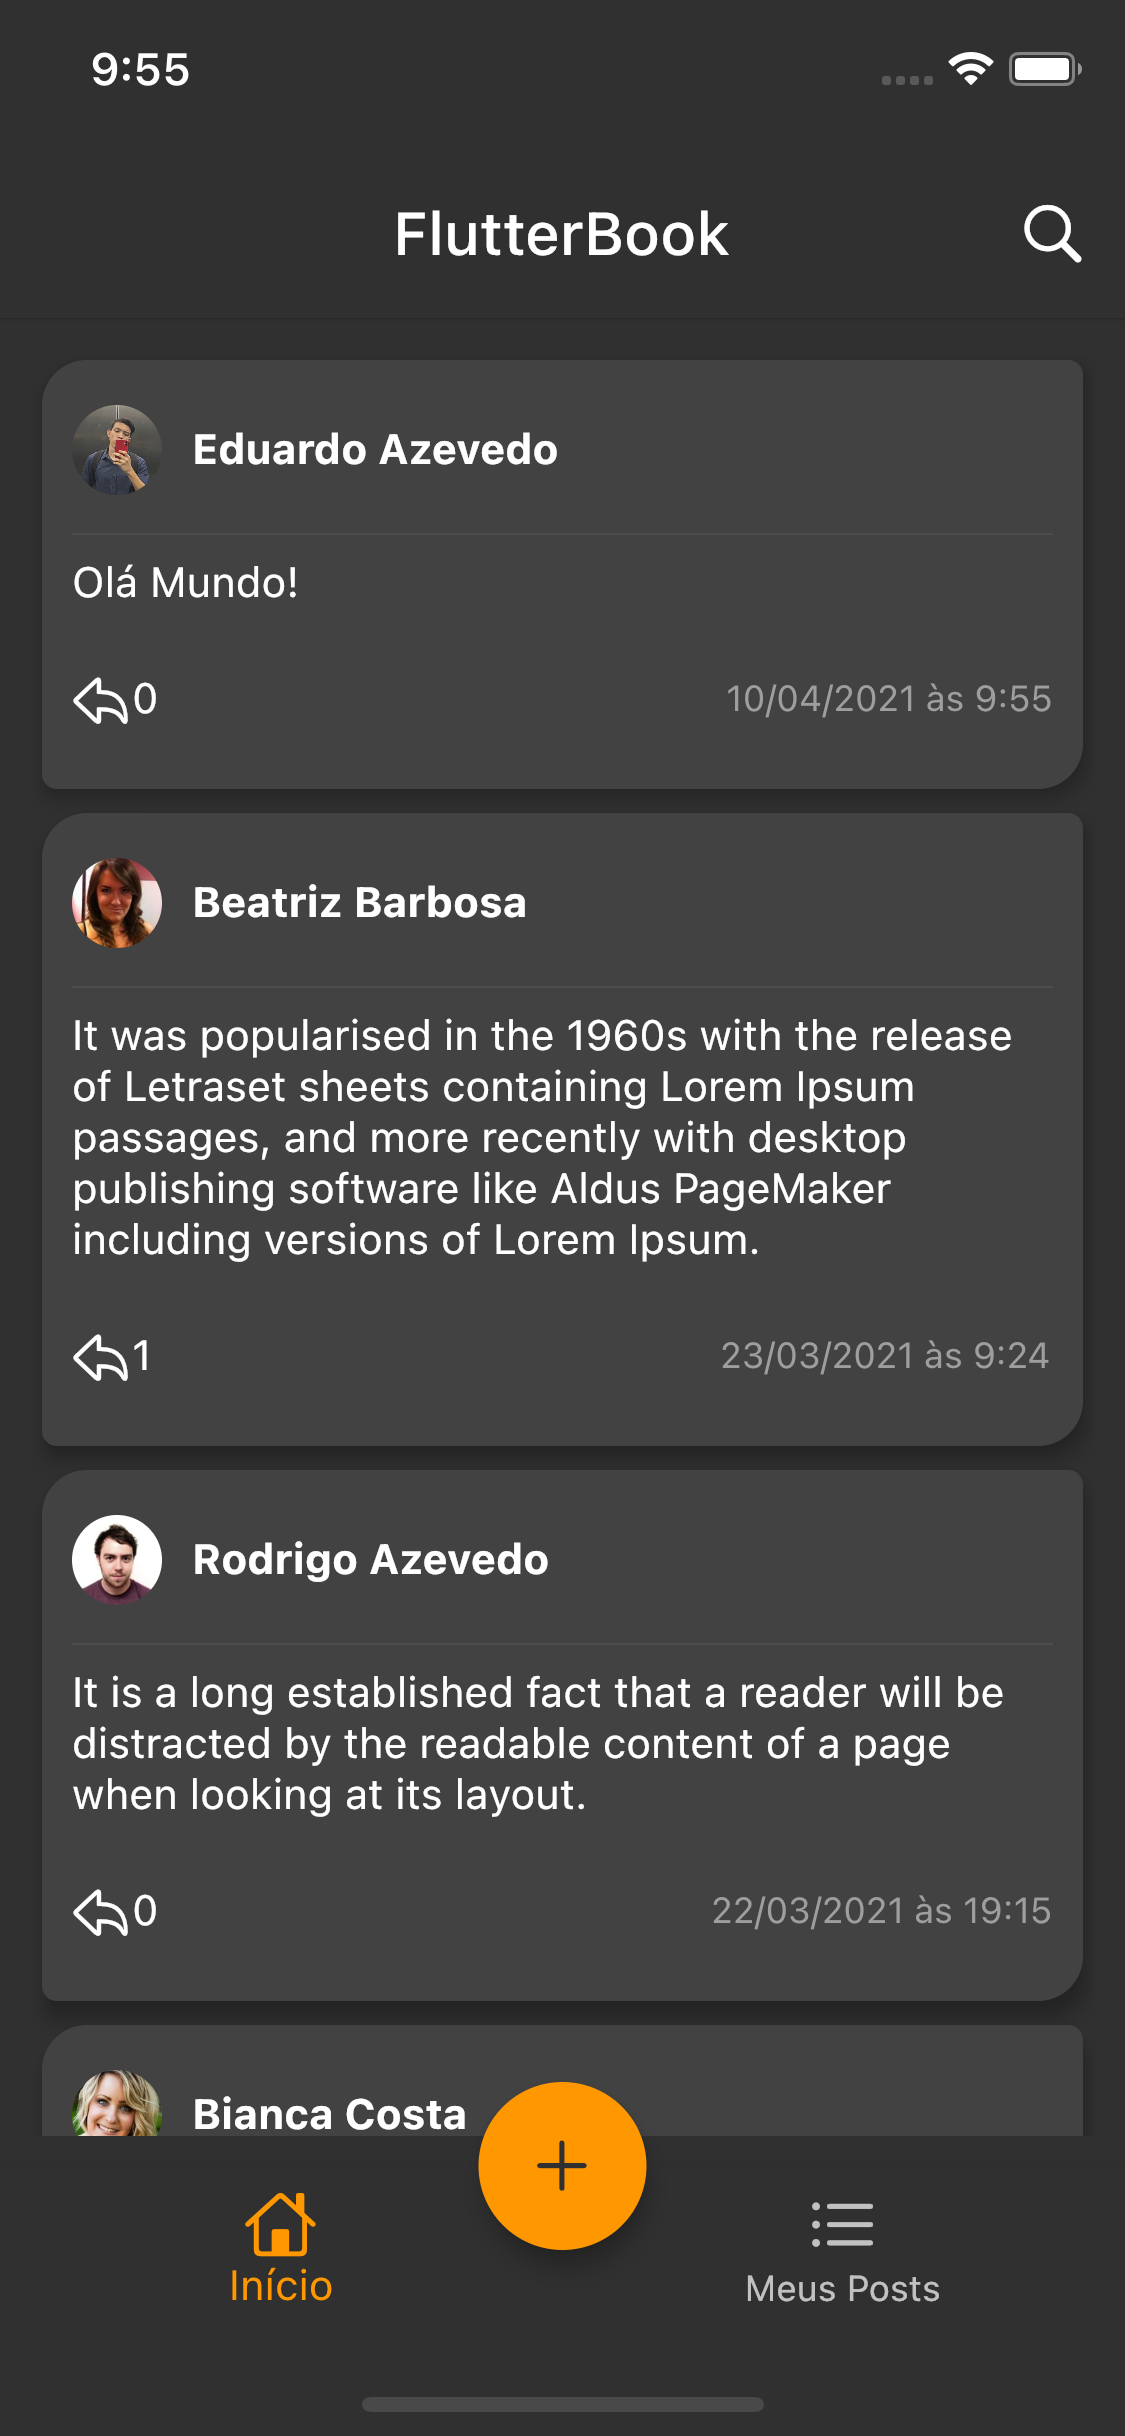 9:55
FlutterBook
Eduardo Azevedo
Olá Mundo!
0
10/04/2021 às 9:55
Beatriz Barbosa
It was popularised in the 1960s with the release
of Letraset sheets containing Lorem Ipsum
passages, and more recently with desktop
publishing software like Aldus PageMaker
including versions of Lorem Ipsum.
1
23/03/2021 às 9:24
Rodrigo Azevedo
It is a long established fact that a reader will be
distracted by the readable content of a page
when looking at its layout.
0
22/03/2021 às 19:15
Bianca Costa
Início
Meus Posts